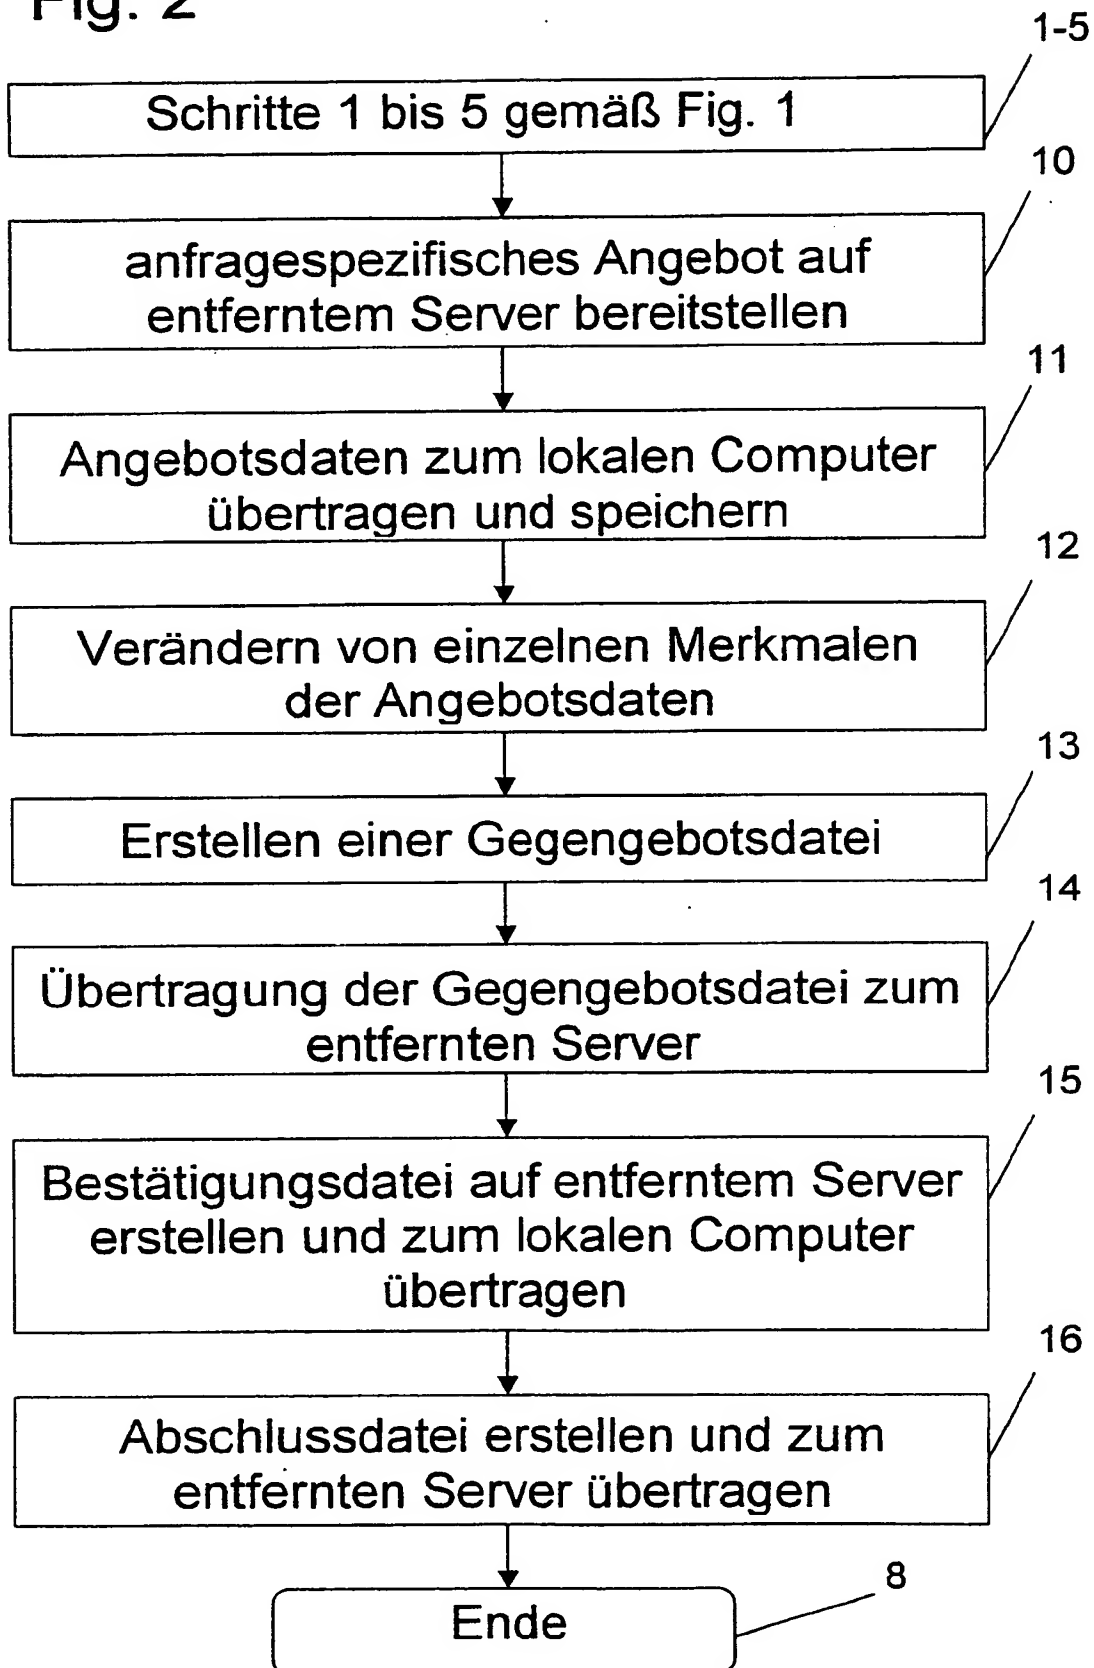 Fig. 2
1-5
Schritte 1 bis 5 gemäß Fig. 1
10
anfragespezifisches Angebot auf
entferntem Server bereitstellen
11
Angebotsdaten zum lokalen Computer
übertragen und speichern
12
Verändern von einzelnen Merkmalen
der Angebotsdaten
13
Erstellen einer Gegengebotsdatei
14
Übertragung der Gegengebotsdatei zum
entfernten Server
15
Bestätigungsdatei auf entferntem Server
erstellen und zum lokalen Computer
übertragen
16
Abschlussdatei erstellen und zum
entfernten Server übertragen
8
Ende